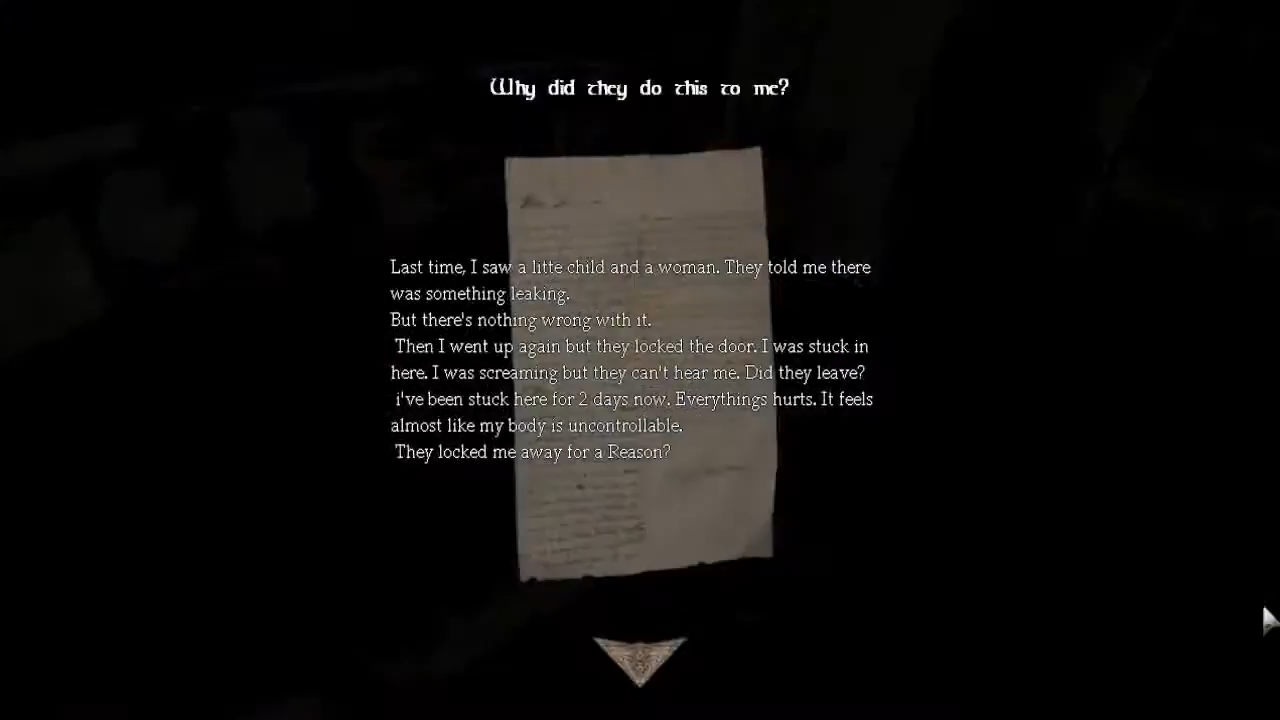 Why did they do this to me?
Last time, I saw a litte child and a woman. They told me there
was something leaking.
But there's nothing wrong with it.
Then I went up again but they locked the door. I was stuck in
here. I was screaming but they can't hear me. Did they leave?
i've been stuck here for 2 days now. Everythings hurts. It feels
almost like my body is uncontrollable.
They locked me away for a Reason?